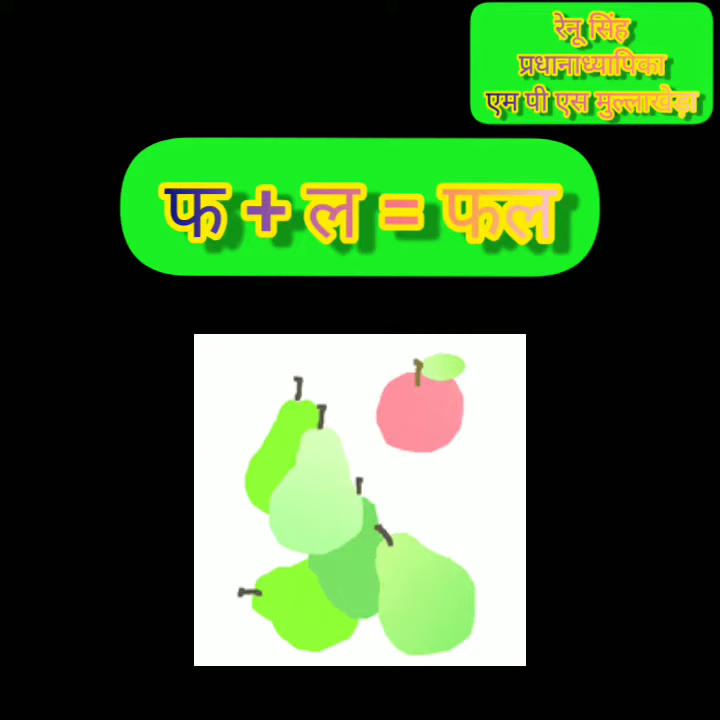 रेनू सिंह
प्रधानाध्यापिका
एम पी एस मुल्लाखेड़ा
फ + ल = फल